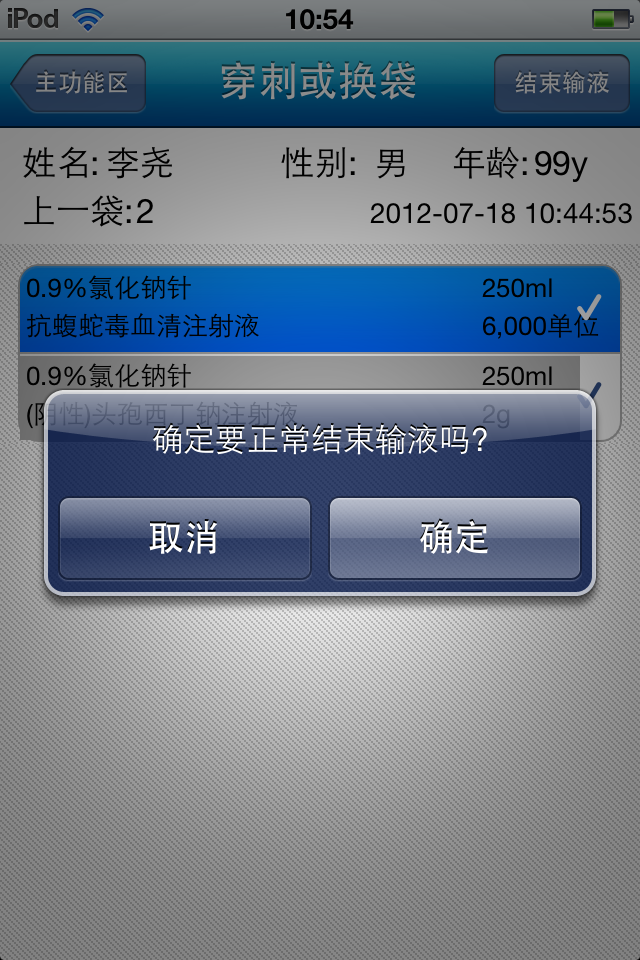 iPod 10:54
主功能区 穿刺或换袋 结束输液
姓名: 李尧 性别: 男 年龄: 99y
上一袋:2 2012-07-18 10:44:53
0.9%氯化钠针 250ml
抗蝮蛇毒血清注射液 6,000单位
0.9%氯化钠针 250ml
(阴性)头孢西丁钠注射液 2g
确定要正常结束输液吗?
取消 确定